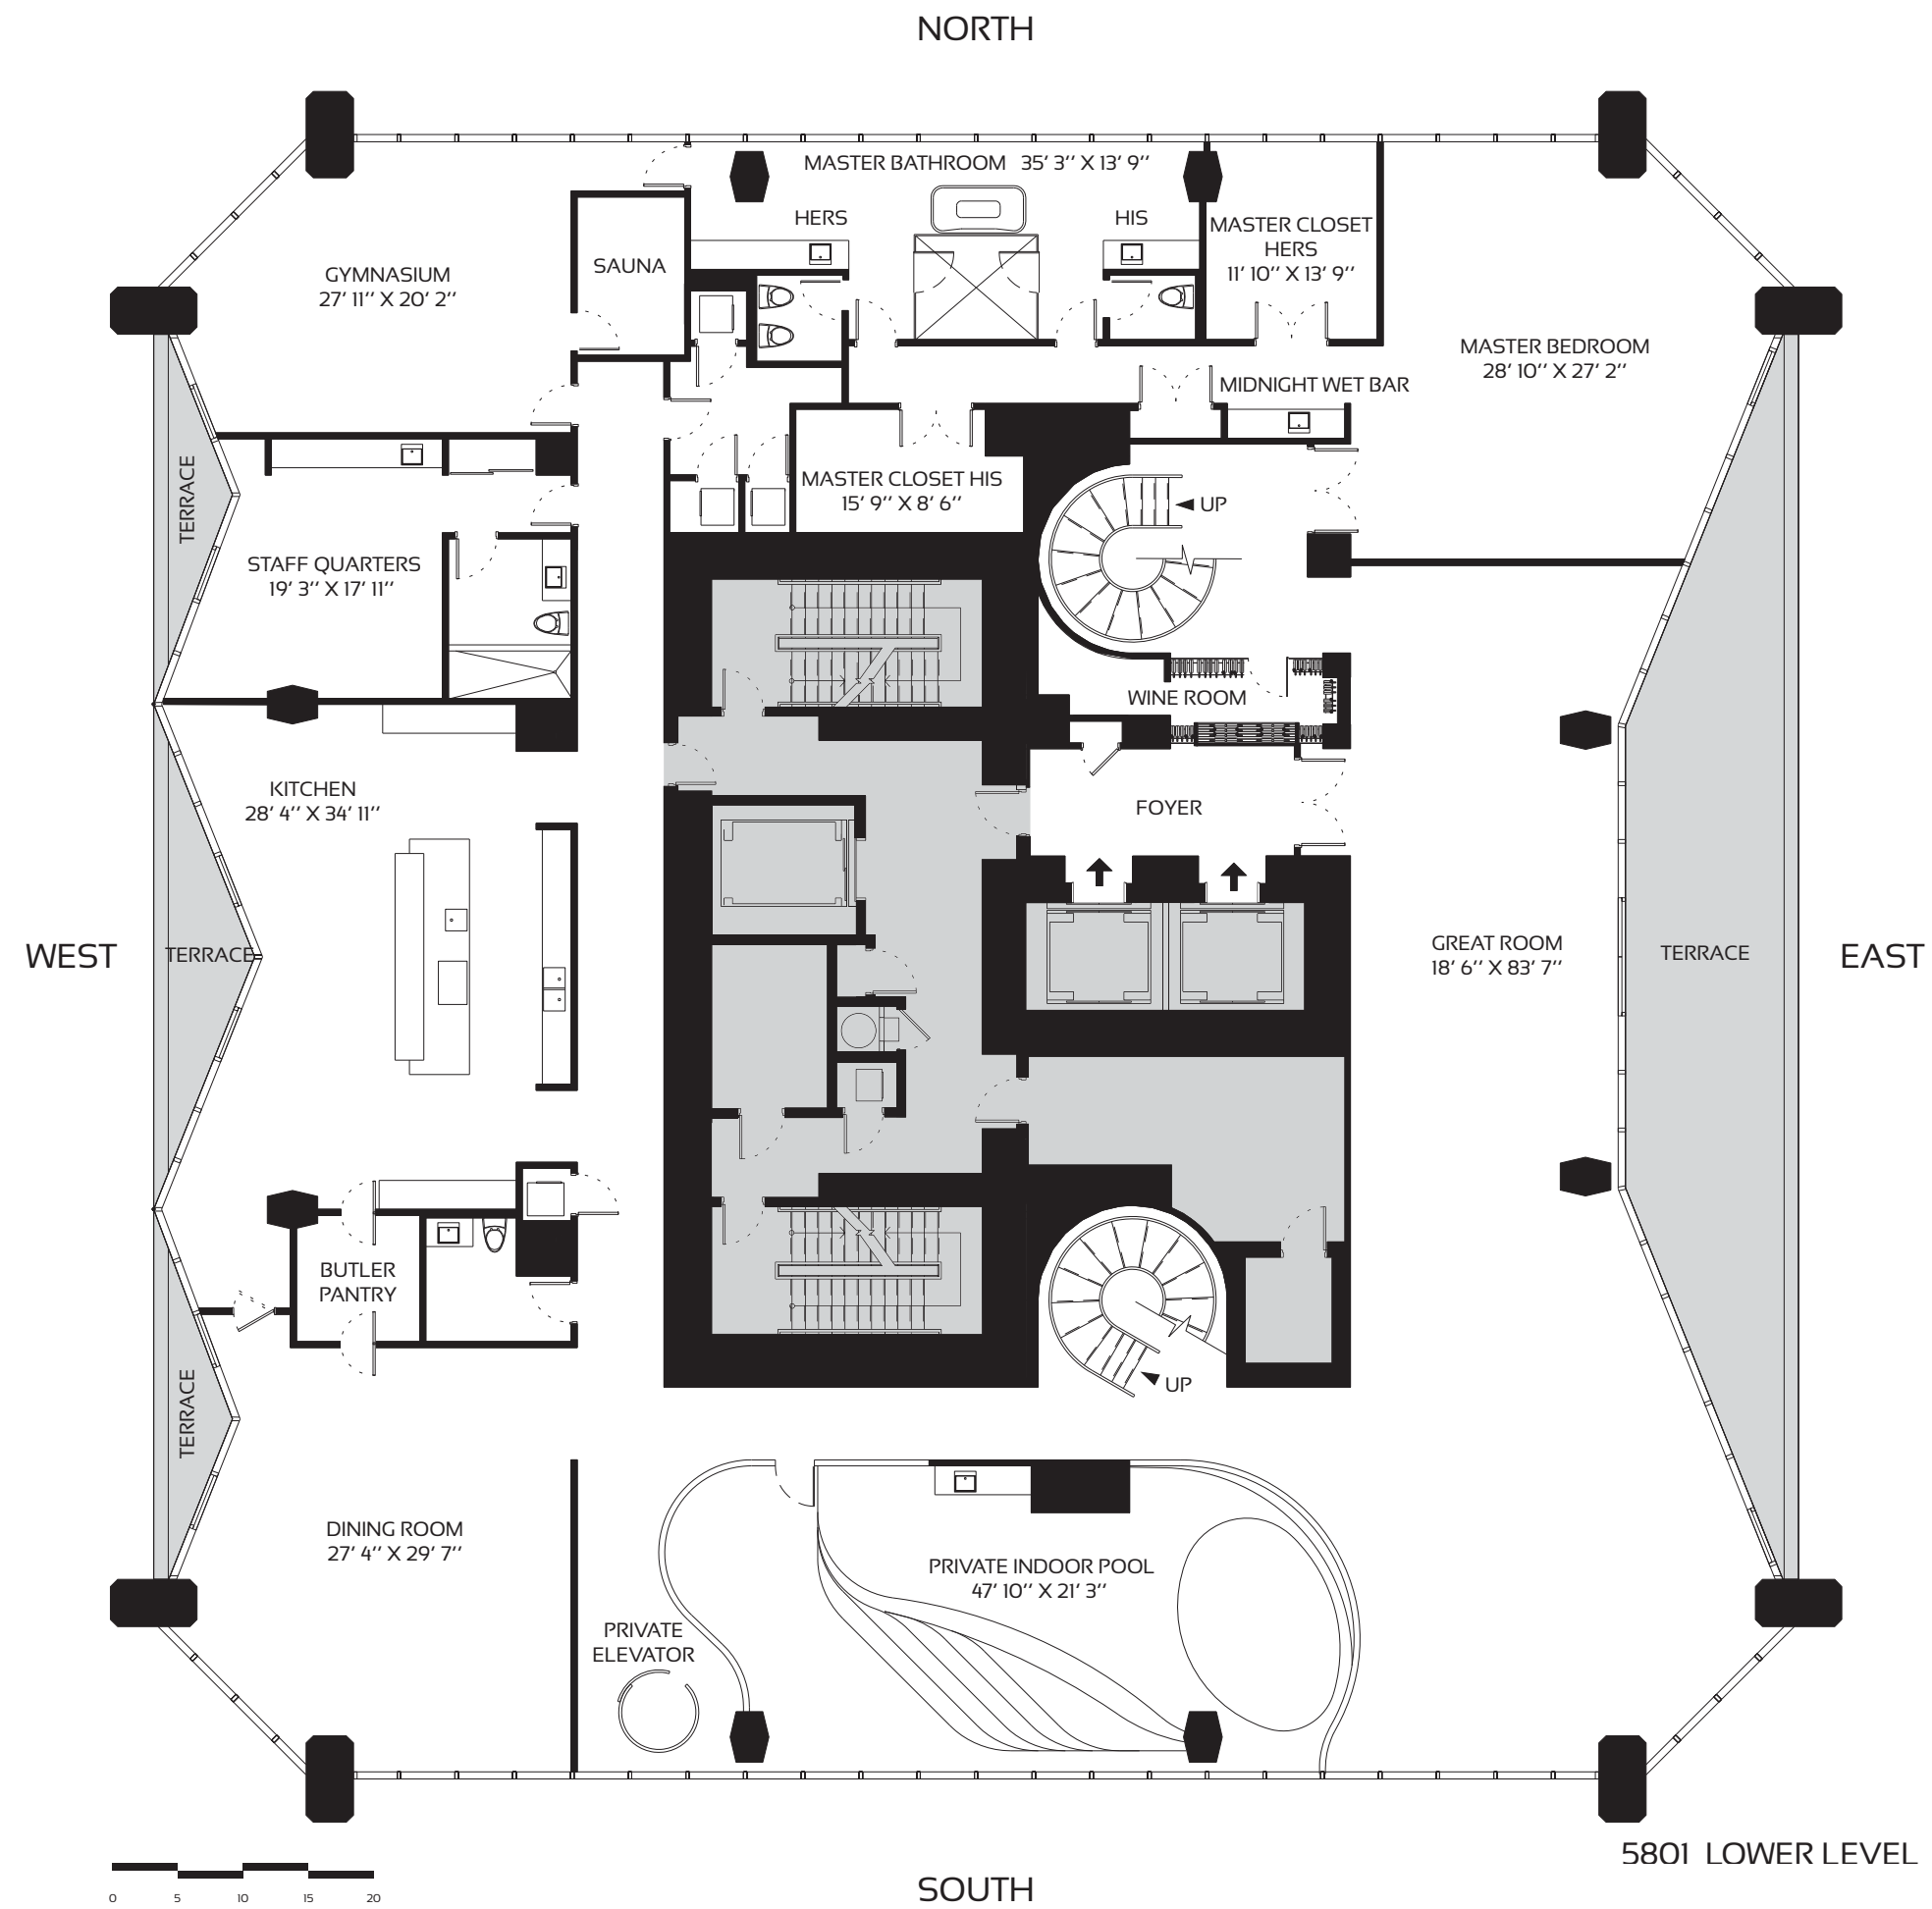 NORTH
MASTER BATHROOM 35' 3'' X 13' 9''
HERS
HIS
MASTER CLOSET
HERS
11' 10'' X 13' 9''
SAUNA
GYMNASIUM
27' 11'' X 20' 2''
MASTER BEDROOM
28' 10'' X 27' 2''
MIDNIGHT WET BAR
TERRACE
MASTER CLOSET HIS
15' 9'' X 8' 6''
UP
STAFF QUARTERS
19' 3'' X 17' 11''
WINE ROOM
KITCHEN
28' 4'' X 34' 11''
FOYER
WEST
TERRACE
GREAT ROOM
18' 6'' X 83' 7''
TERRACE
EAST
BUTLER
PANTRY
TERRACE
UP
DINING ROOM
27' 4'' X 29' 7''
PRIVATE INDOOR POOL
47' 10'' X 21' 3''
PRIVATE
ELEVATOR
5801 LOWER LEVEL
0 5 10 15 20
SOUTH